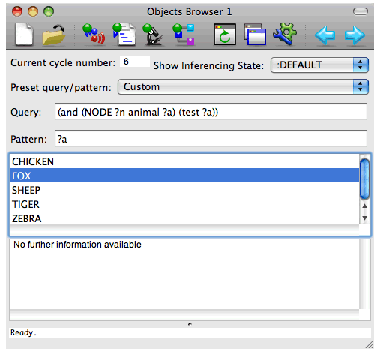 Objects Browser 1
Current cycle number: 6 Show Inferencing State: :DEFAULT
Preset query/pattern: Custom
Query: (and (NODE ?n animal ?a) (test ?a))
Pattern: ?a
CHICKEN
FOX
SHEEP
TIGER
ZEBRA
No further information available
Ready.